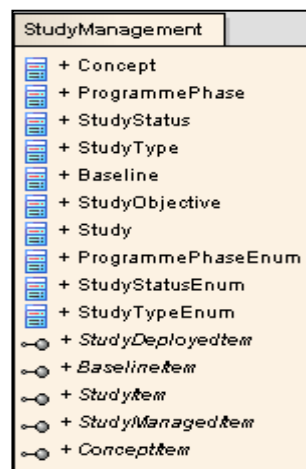 StudyManagement
+ Concept
+ ProgrammePhase
+ StudyStatus
+ StudyType
+ Baseline
+ StudyObjective
+ Study
+ ProgrammePhaseEnum
+ StudyStatusEnum
+ StudyTypeEnum
+ StudyDeployedItem
+ BaselineItem
+ StudyItem
+ StudyManagedItem
+ ConceptItem